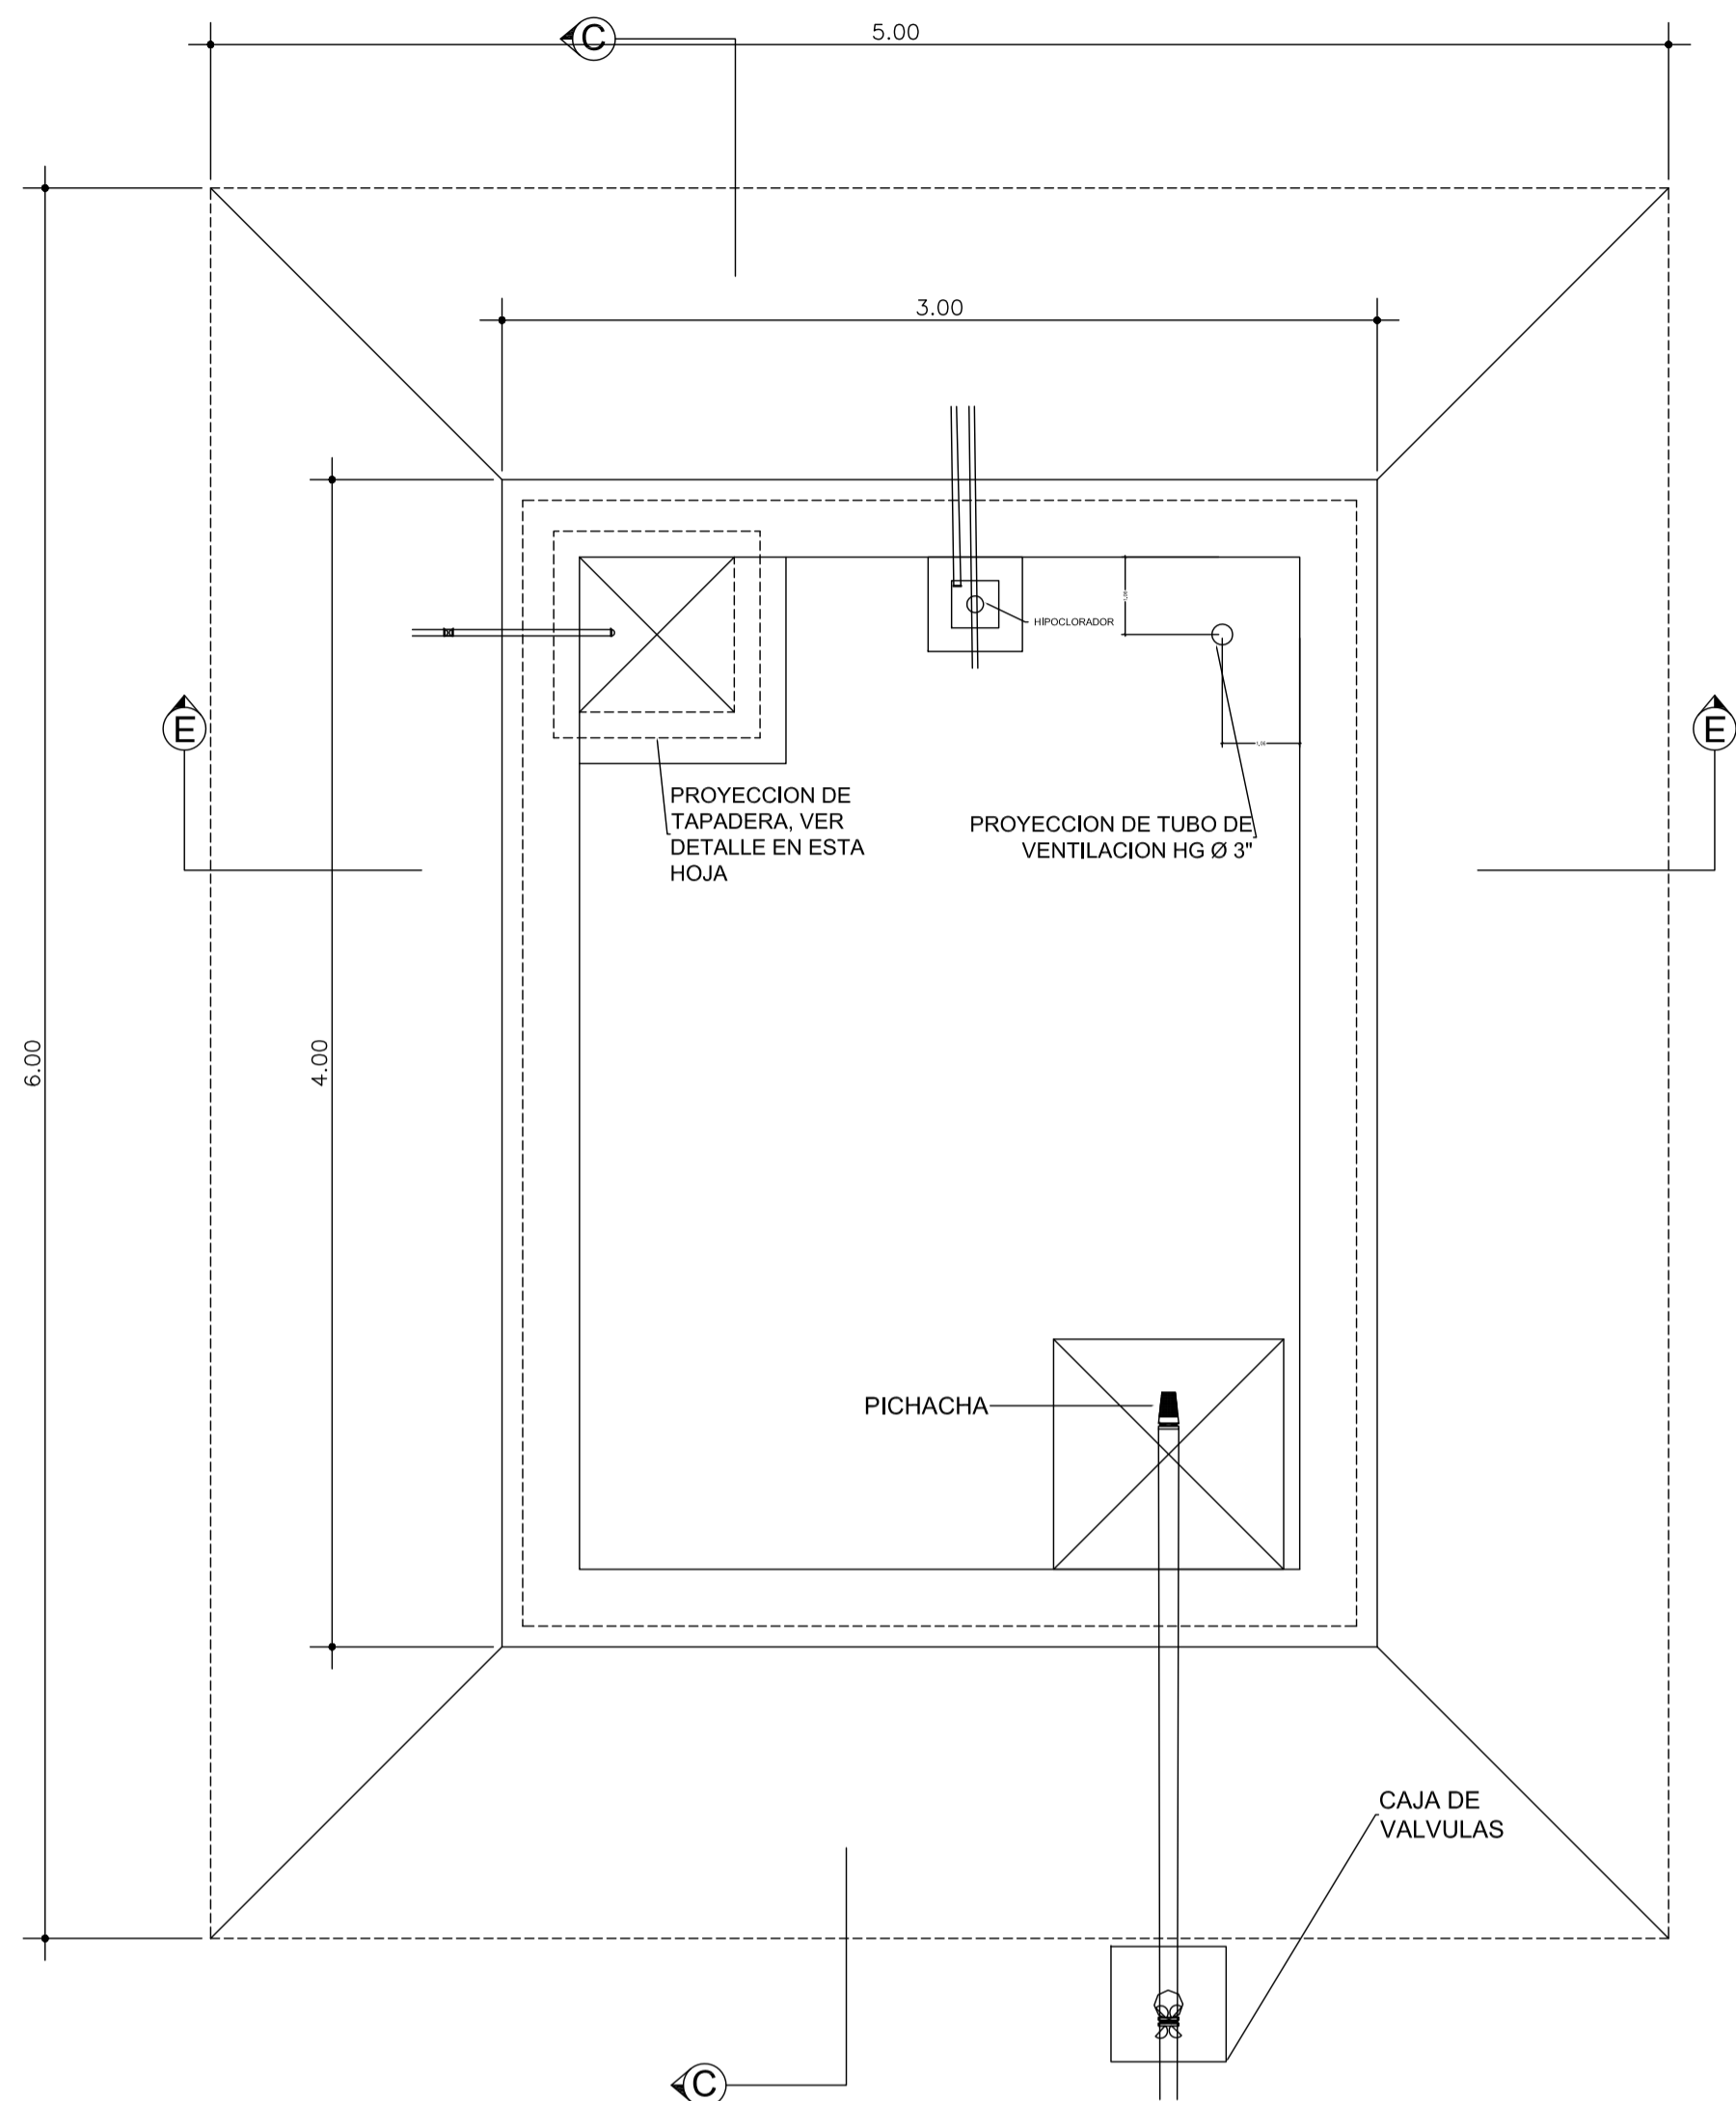 C
5.00
3.00
HIPOCLORADOR
E
E
PROYECCION DE
TAPADERA, VER
DETALLE EN ESTA
HOJA
PROYECCION DE TUBO DE
VENTILACION HG Ø 3"
6.00
4.00
PICHACHA
CAJA DE
VALVULAS
C